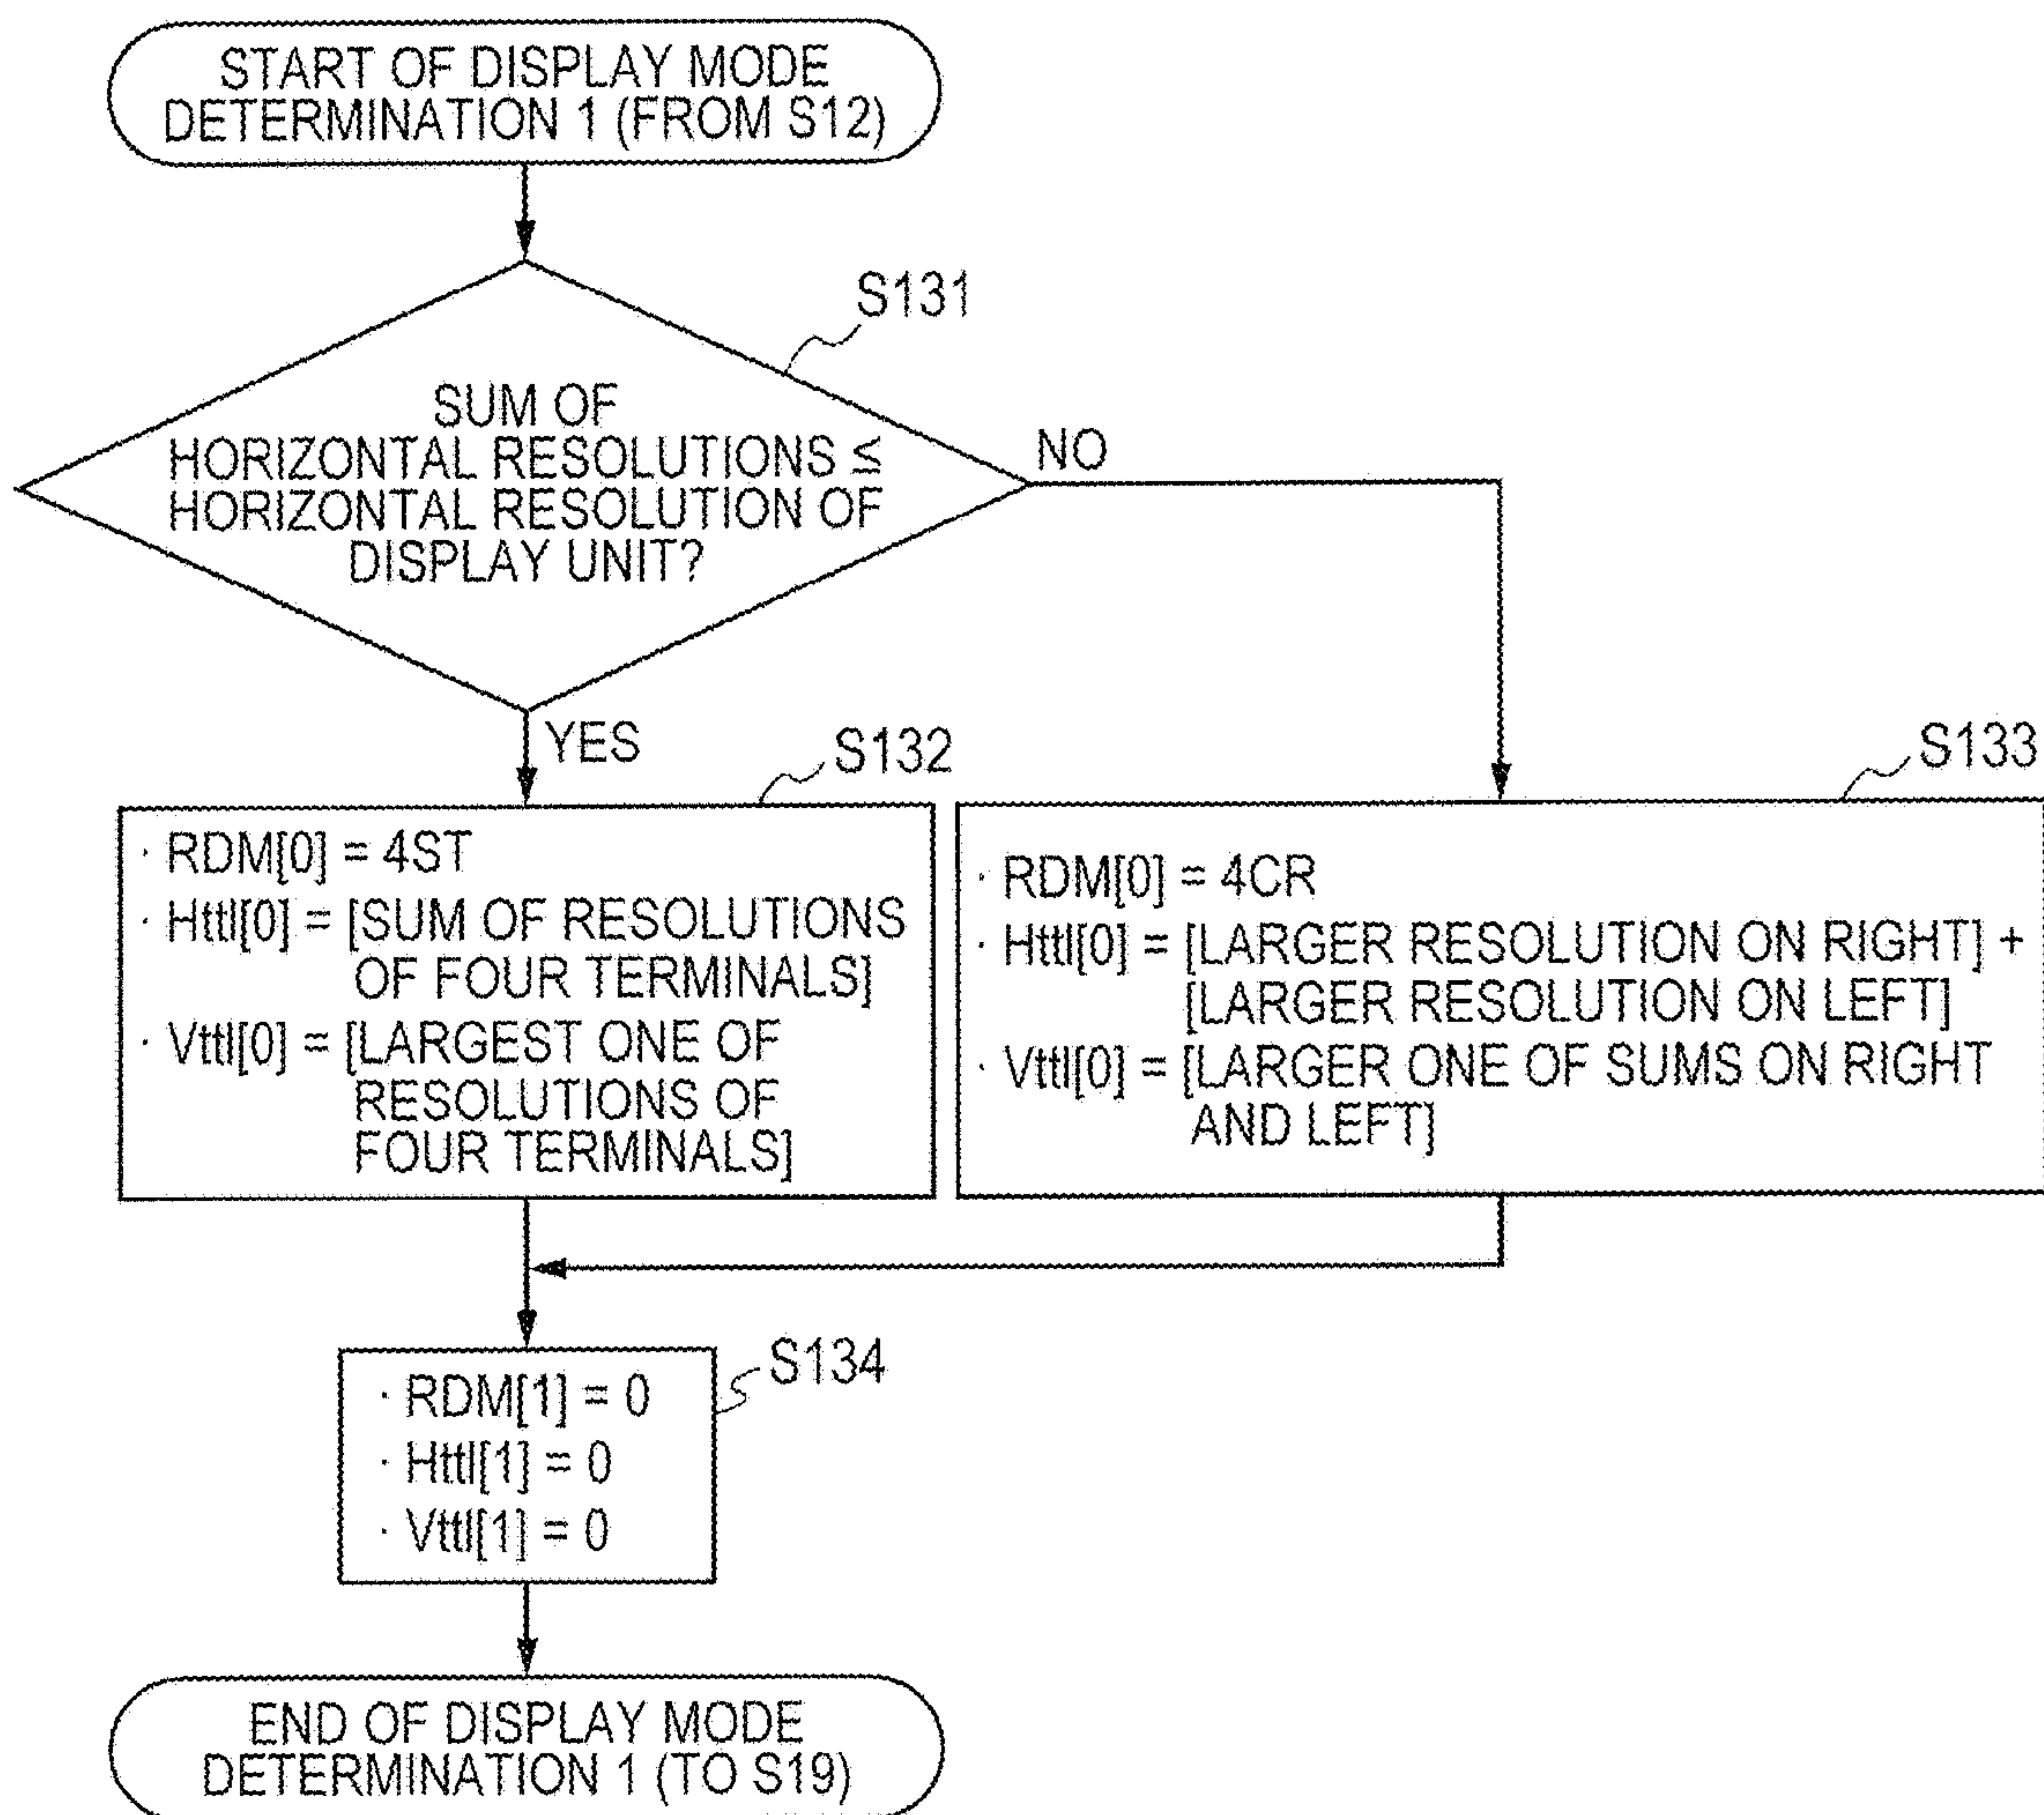 START OF DISPLAY MODE
DETERMINATION 1 (FROM S12)
S131
SUM OF
HORIZONTAL RESOLUTIONS ≦
HORIZONTAL RESOLUTION OF
DISPLAY UNIT?
NO
YES
S132
· RDM[0] = 4ST
· Httl[0] = [SUM OF RESOLUTIONS
OF FOUR TERMINALS]
· Vttl[0] = [LARGEST ONE OF
RESOLUTIONS OF
FOUR TERMINALS]
S133
· RDM[0] = 4CR
· Httl[0] = [LARGER RESOLUTION ON RIGHT] +
[LARGER RESOLUTION ON LEFT]
· Vttl[0] = [LARGER ONE OF SUMS ON RIGHT
AND LEFT]
S134
· RDM[1] = 0
· Httl[1] = 0
· Vttl[1] = 0
END OF DISPLAY MODE
DETERMINATION 1 (TO S19)